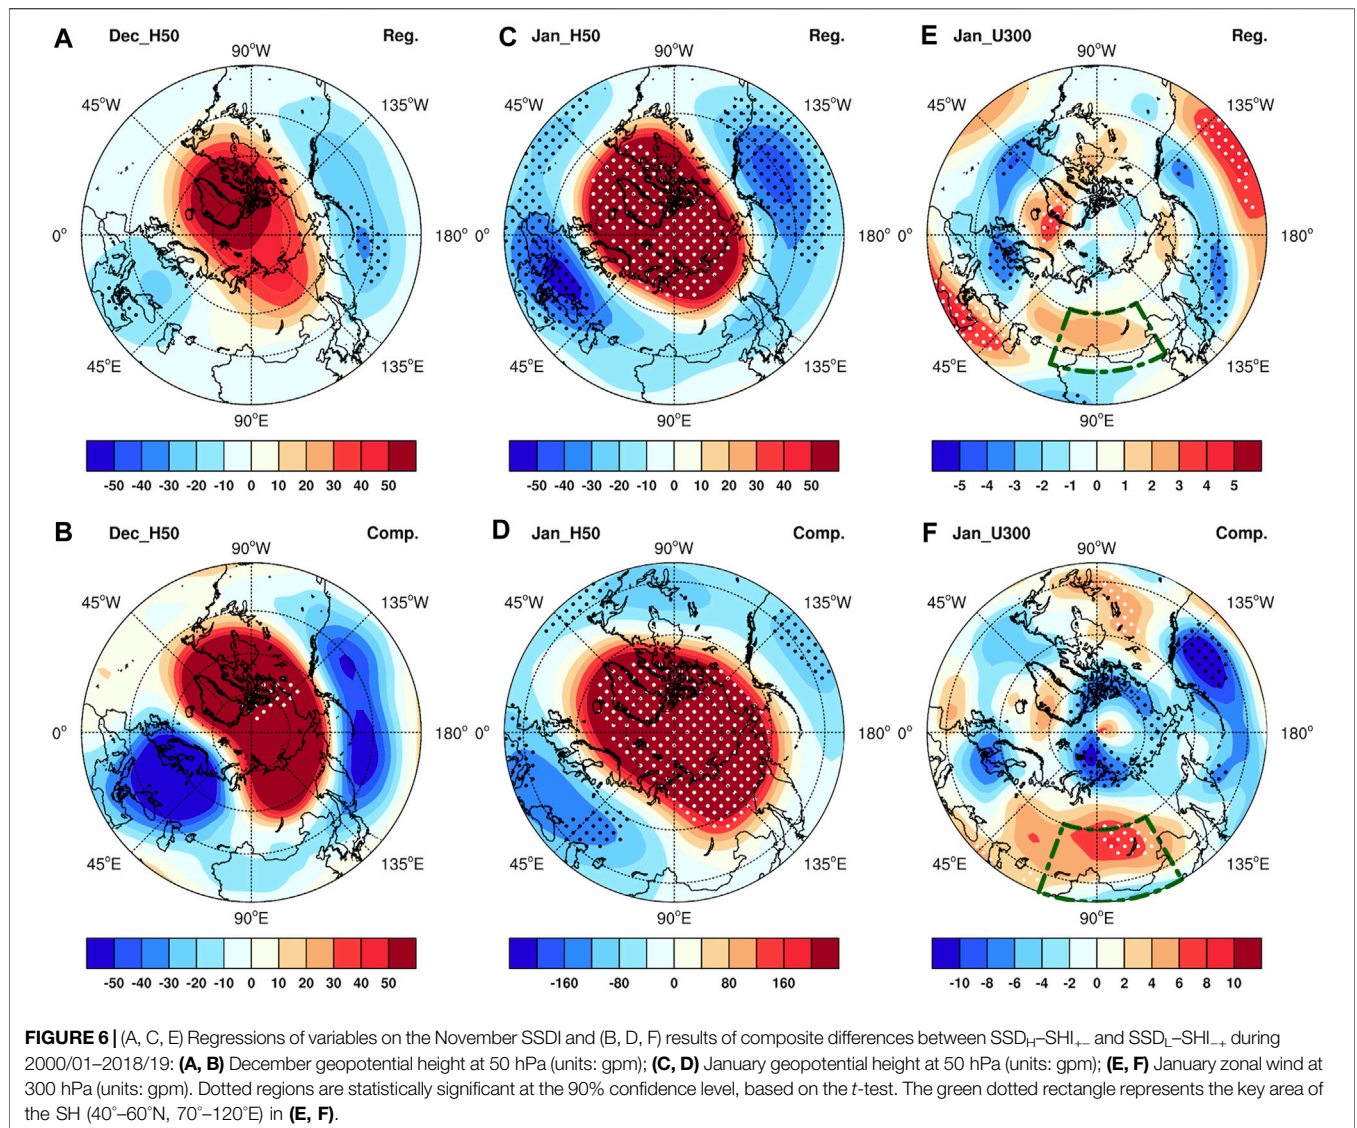 A Dec_H50 Reg.
90°W
45°W 135°W
0° 180°
45°E 135°E
90°E
-50 -40 -30 -20 -10 0 10 20 30 40 50
C Jan_H50 Reg.
90°W
45°W 135°W
0° 180°
45°E 135°E
90°E
-50 -40 -30 -20 -10 0 10 20 30 40 50
E Jan_U300 Reg.
90°W
45°W 135°W
0° 180°
45°E 135°E
90°E
-5 -4 -3 -2 -1 0 1 2 3 4 5
B Dec_H50 Comp.
90°W
45°W 135°W
0° 180°
45°E 135°E
90°E
-50 -40 -30 -20 -10 0 10 20 30 40 50
D Jan_H50 Comp.
90°W
45°W 135°W
0° 180°
45°E 135°E
90°E
-160 -80 0 80 160
F Jan_U300 Comp.
90°W
45°W 135°W
0° 180°
45°E 135°E
90°E
-10 -8 -6 -4 -2 0 2 4 6 8 10
FIGURE 6 | (A, C, E) Regressions of variables on the November SSDI and (B, D, F) results of composite differences between SSD_H–SHI_+− and SSD_L–SHI_−+ during
2000/01–2018/19: (A, B) December geopotential height at 50 hPa (units: gpm); (C, D) January geopotential height at 50 hPa (units: gpm); (E, F) January zonal wind at
300 hPa (units: gpm). Dotted regions are statistically significant at the 90% confidence level, based on the t-test. The green dotted rectangle represents the key area of
the SH (40°–60°N, 70°–120°E) in (E, F).